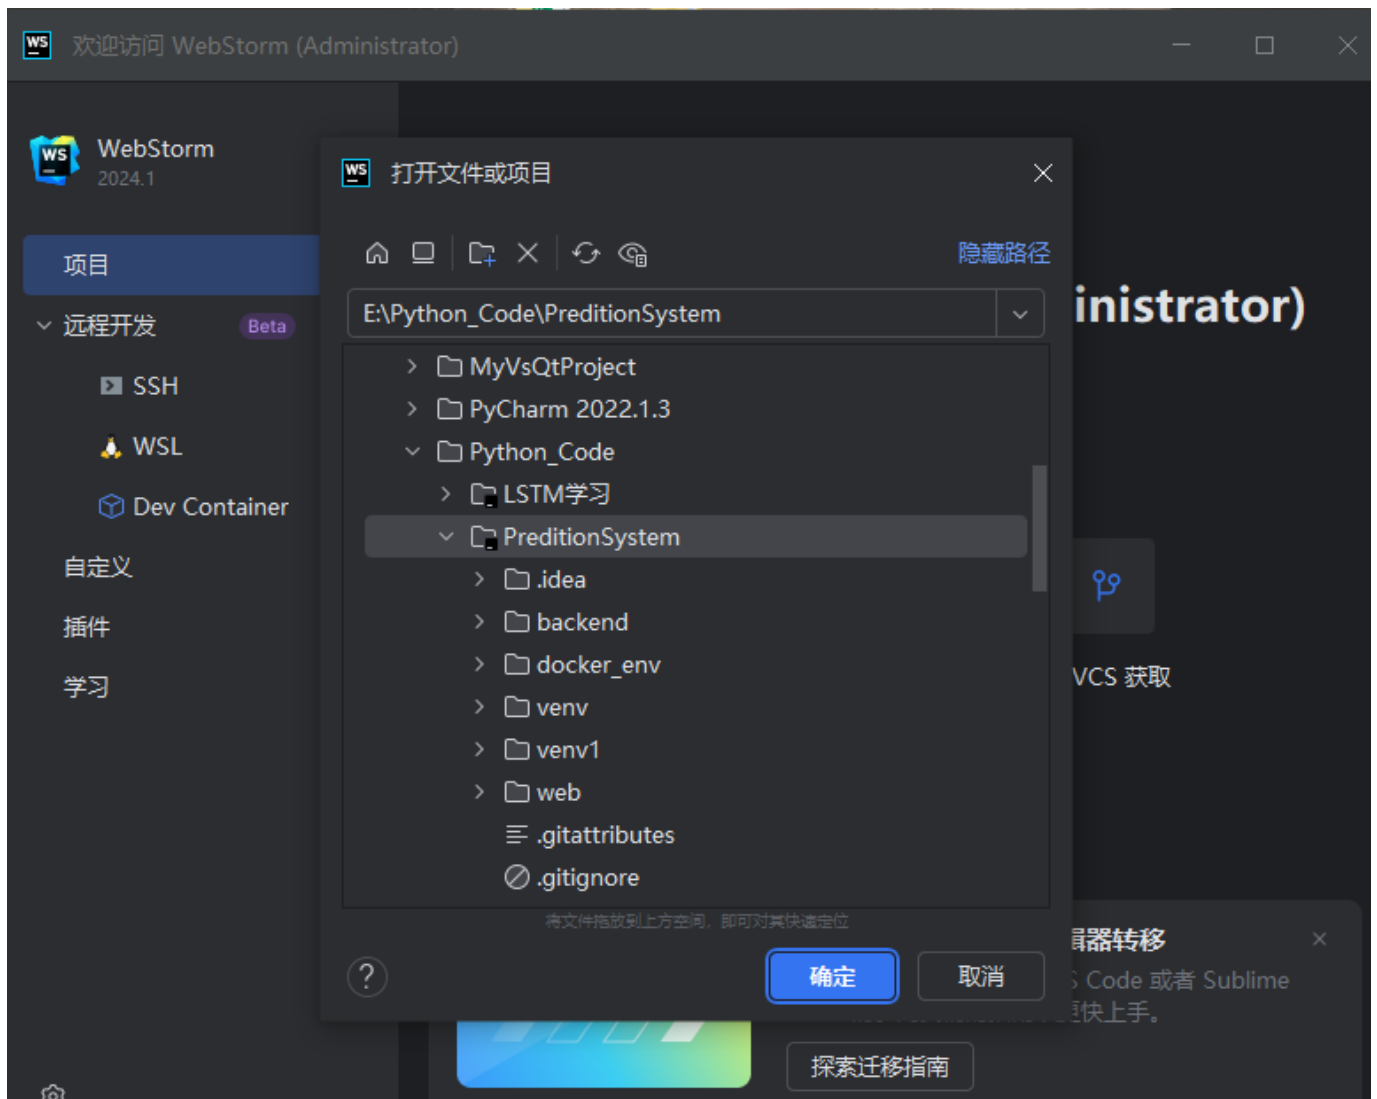 WS 欢迎访问 WebStorm (Administrator)
WS WebStorm
2024.1
项目
远程开发 Beta
SSH
WSL
Dev Container
自定义
插件
学习
WS 打开文件或项目
隐藏路径
E:\Python_Code\PreditionSystem
MyVsQtProject
PyCharm 2022.1.3
Python_Code
LSTM学习
PreditionSystem
.idea
backend
docker_env
venv
venv1
web
.gitattributes
.gitignore
将文件拖放到上方空间，即可对其快速定位
? 确定 取消
inistrator)
VCS 获取
辑器转移
Code 或者 Sublime
更快上手。
探索迁移指南